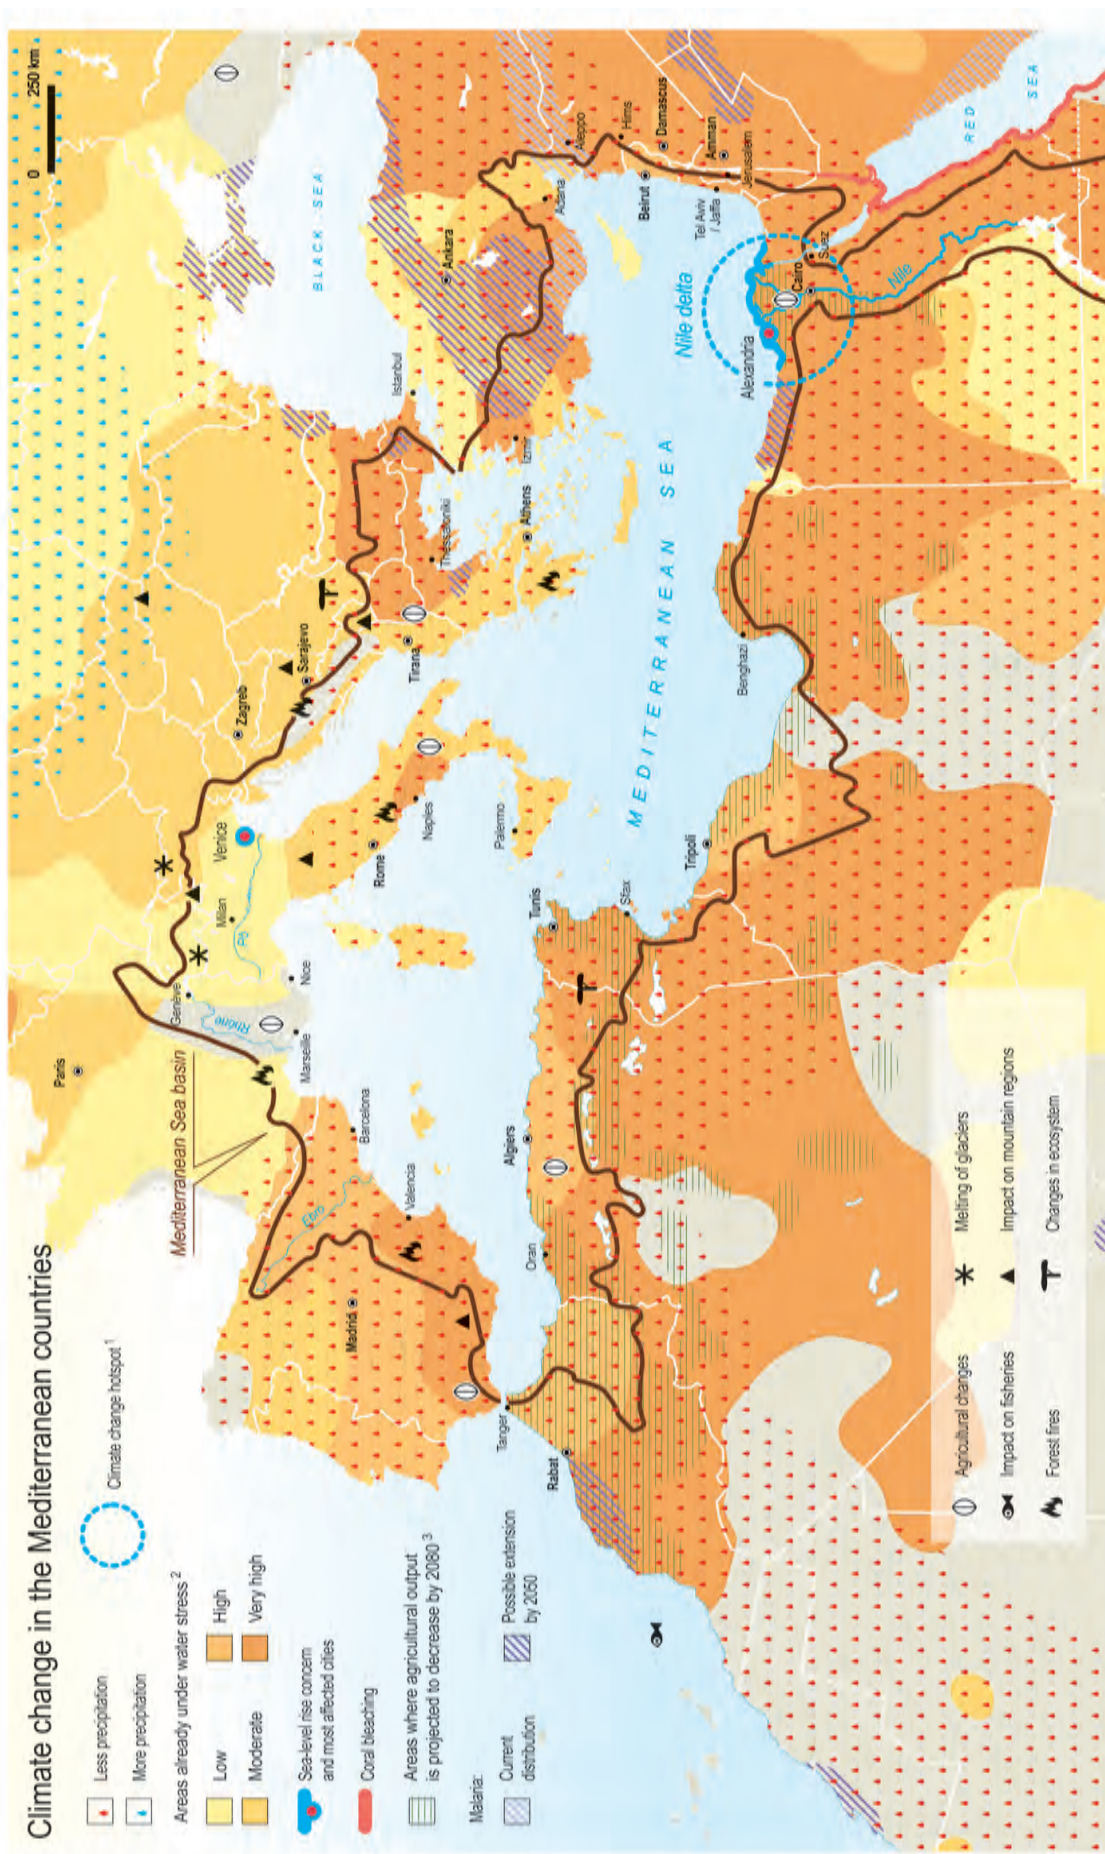 Climate change in the Mediterranean countries
0 250 km
Less precipitation
More precipitation
Climate change hotspot 1
Areas already under water stress 2
Low
Moderate
High
Very high
Sea-level rise concern
and most affected cities
Coral bleaching
Areas where agricultural output
is projected to decrease by 2080 3
Malaria:
Current
distribution
Possible extension
by 2050
Agricultural changes
Impact on fisheries
Forest fires
Melting of glaciers
Impact on mountain regions
Changes in ecosystem
Mediterranean Sea basin
Paris
Genève
Rhône
Milan
Pô
Venice
Zagreb
Sarajevo
Nice
Marseille
Barcelona
Ebro
Valencia
Madrid
Rome
Naples
Palermo
Tirana
Thessaloniki
Athens
Istanbul
Izmir
Ankara
Adana
BLACK SEA
Aleppo
Hims
Damascus
Beirut
Amman
Jerusalem
Tel Aviv
/ Jaffa
MEDITERRANEAN SEA
Nile delta
Alexandria
Cairo
Suez
Nile
RED
SEA
Tanger
Rabat
Oran
Algiers
Tunis
Sfax
Tripoli
Benghazi